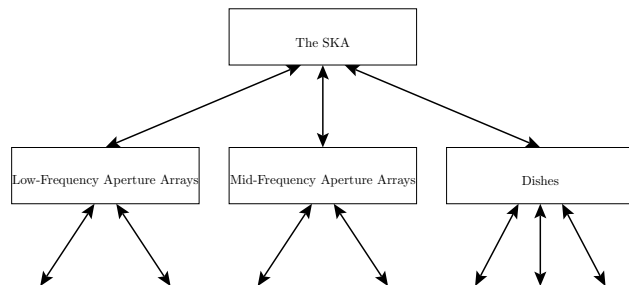 The SKA
Low-Frequency Aperture Arrays
Mid-Frequency Aperture Arrays
Dishes